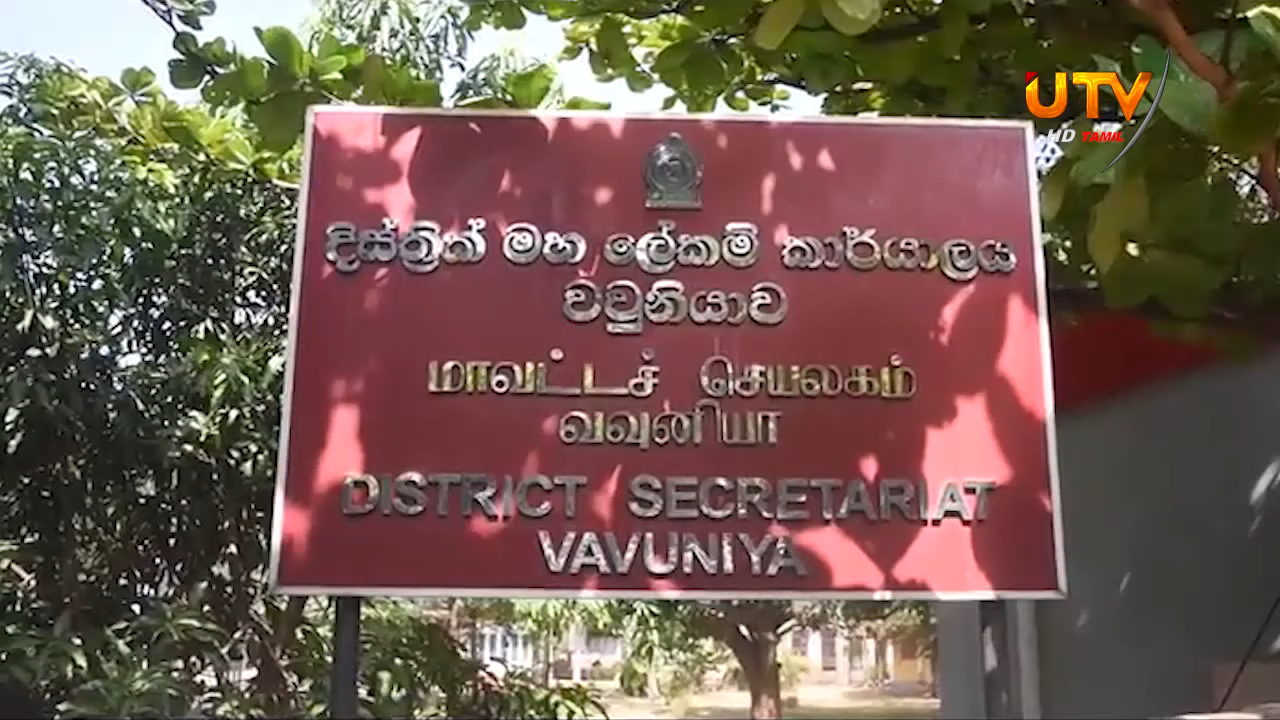 UTV
HD TAMIL
දිස්ත්‍රික් මහ ලේකම් කාර්යාලය
වවුනියාව
மாவட்டச் செயலகம்
வவுனியா
DISTRICT SECRETARIAT
VAVUNIYA